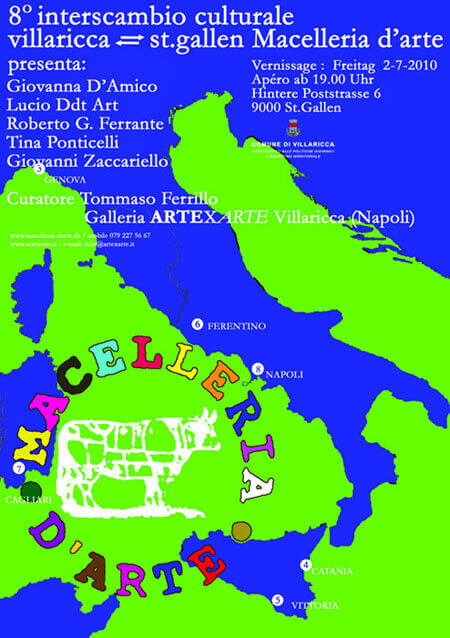 8° interscambio culturale
villaricca ⇌ st.gallen Macelleria d'arte
presenta:
Giovanna D'Amico
Lucio Ddt Art
Roberto G. Ferrante
Tina Ponticelli
Giovanni Zaccariello
Vernissage : Freitag 2-7-2010
Apéro ab 19.00 Uhr
Hintere Poststrasse 6
9000 St.Gallen
COMUNE DI VILLARICCA
ASSESSORATO ALLE POLITICHE GIOVANILI
3
GENOVA
Curatore Tommaso Ferrillo
Galleria ARTEXARTE Villaricca (Napoli)
www.macelleria-darte.ch / mobile 079 227 56 67
www.artexarte.it - e-mail: info@artexarte.it
6 FERENTINO
8 NAPOLI
MACELLERIA
D'ARTE
7
CAGLIARI
4
CATANIA
5
VITTORIA